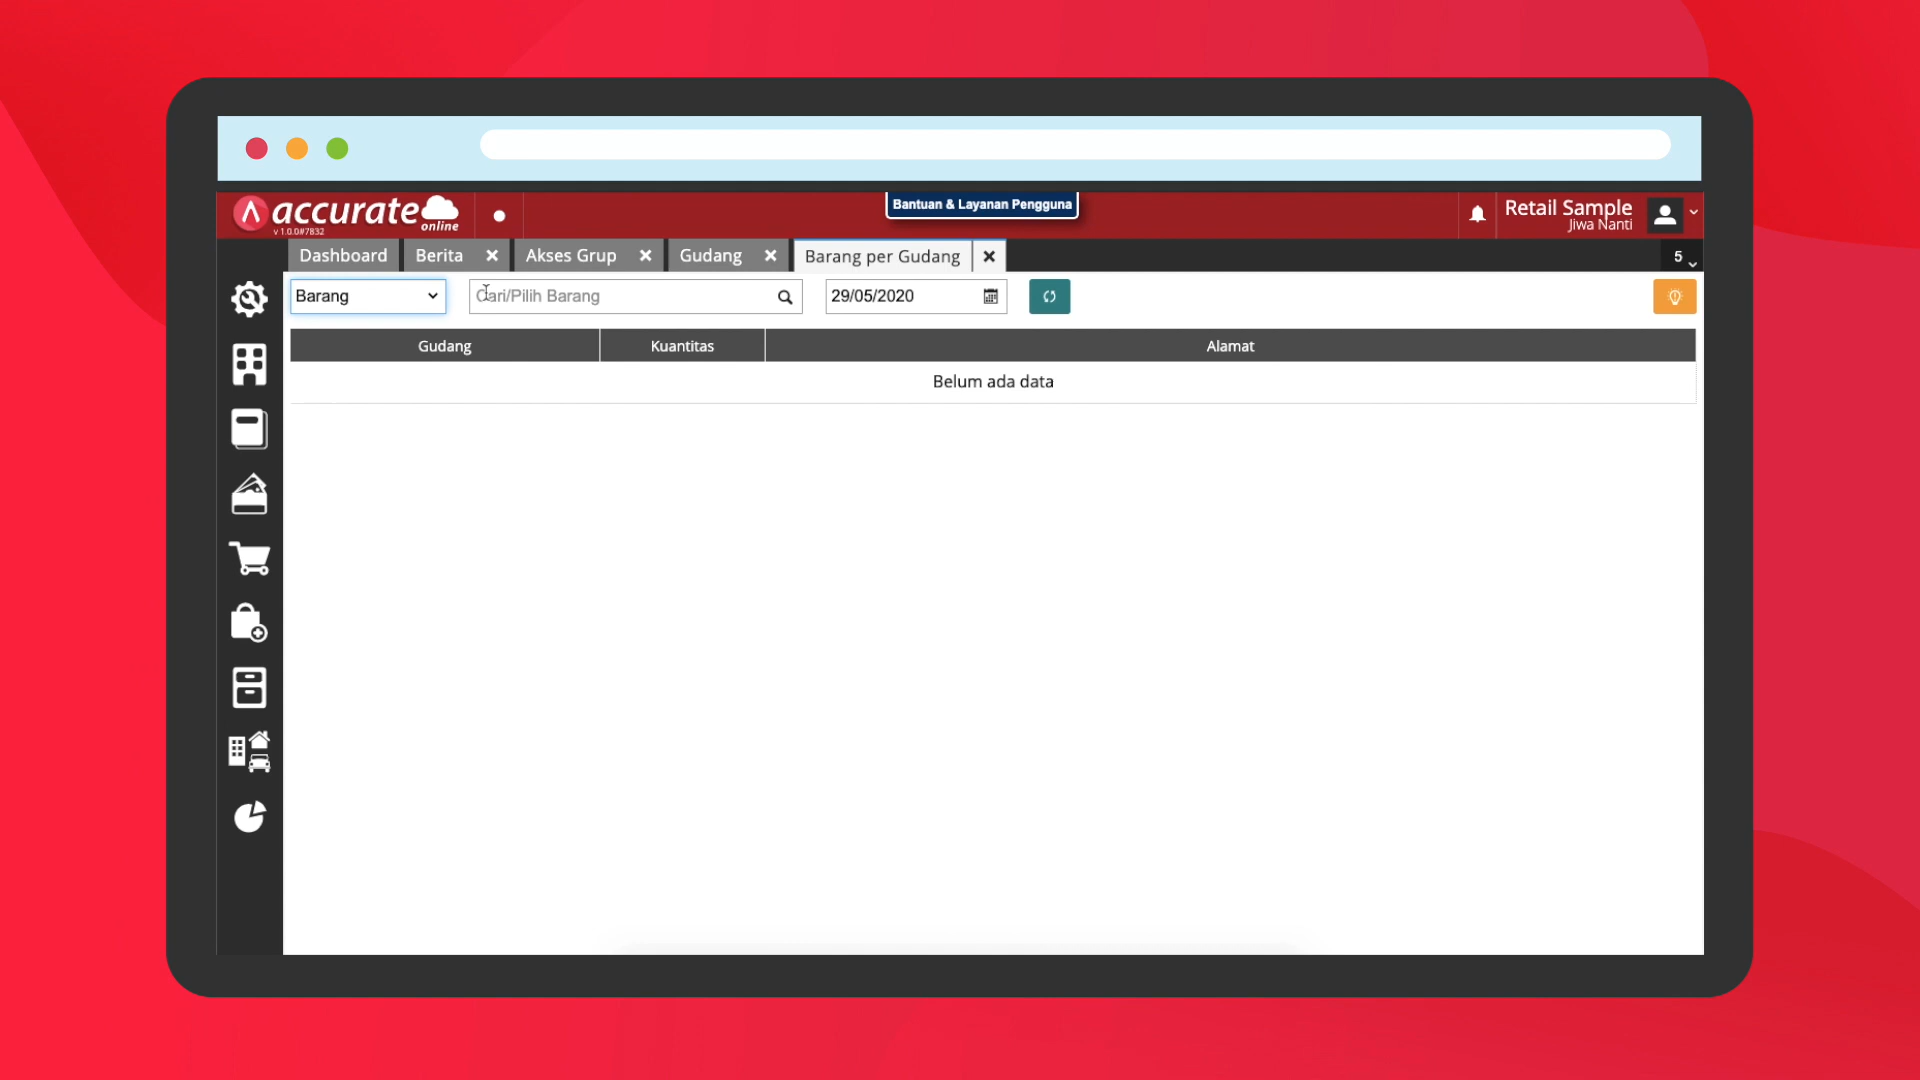 accurate
online
v 1.0.0#7832
Bantuan & Layanan Pengguna
Retail Sample
Jiwa Nanti
Dashboard
Berita
Akses Grup
Gudang
Barang per Gudang
5
Barang
Cari/Pilih Barang
29/05/2020
Gudang
Kuantitas
Alamat
Belum ada data